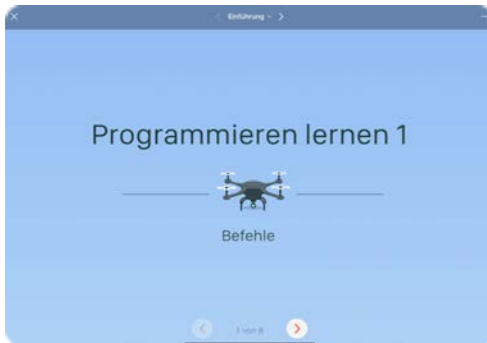 Einführung
Programmieren lernen 1
Befehle
1 von 8